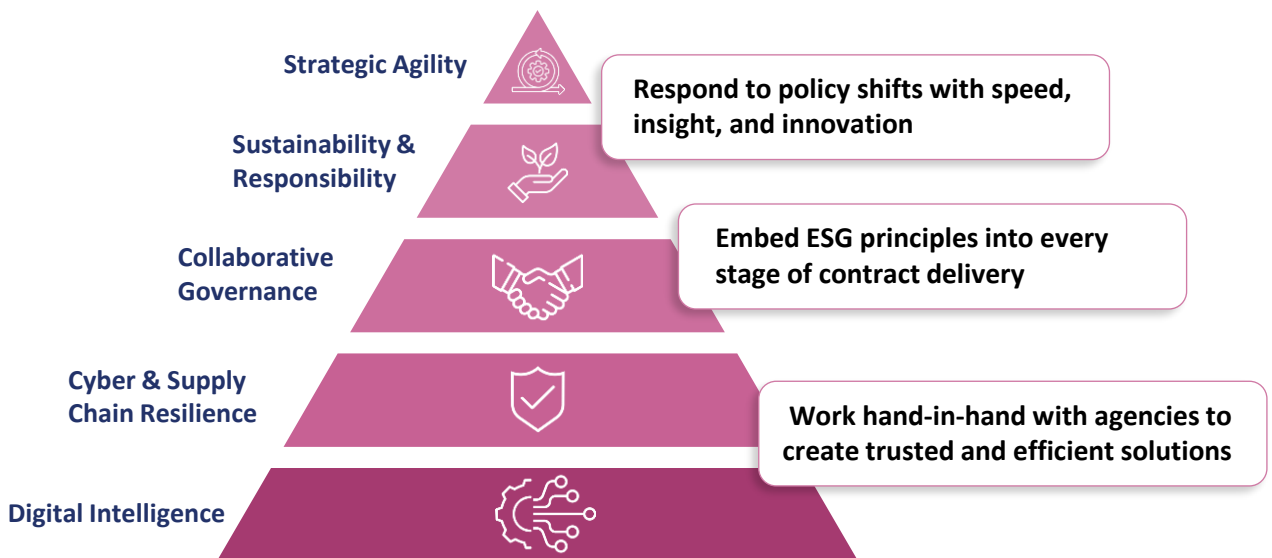 Strategic Agility
Respond to policy shifts with speed,
insight, and innovation
Sustainability &
Responsibility
Embed ESG principles into every
stage of contract delivery
Collaborative
Governance
Work hand-in-hand with agencies to
create trusted and efficient solutions
Cyber & Supply
Chain Resilience
Digital Intelligence